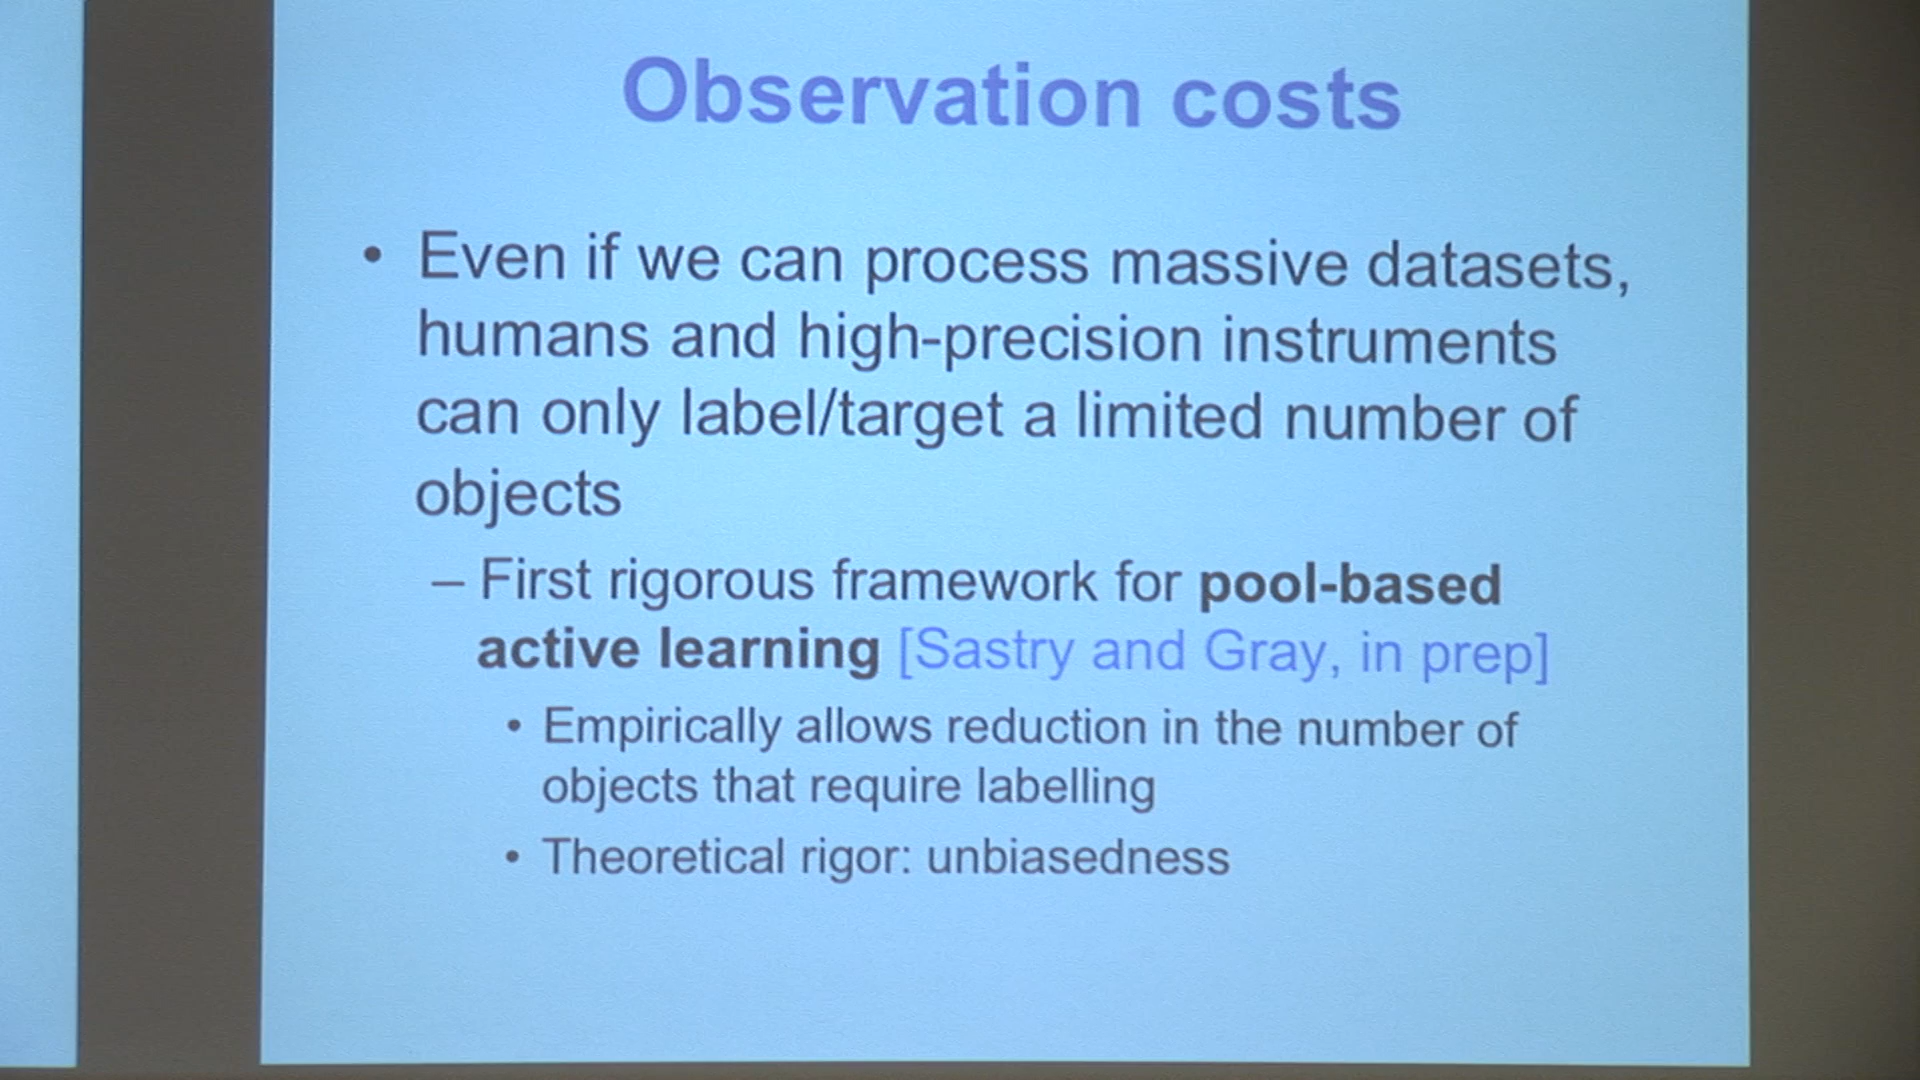 Observation costs
• Even if we can process massive datasets,
humans and high-precision instruments
can only label/target a limited number of
objects
– First rigorous framework for pool-based
active learning [Sastry and Gray, in prep]
• Empirically allows reduction in the number of
objects that require labelling
• Theoretical rigor: unbiasedness